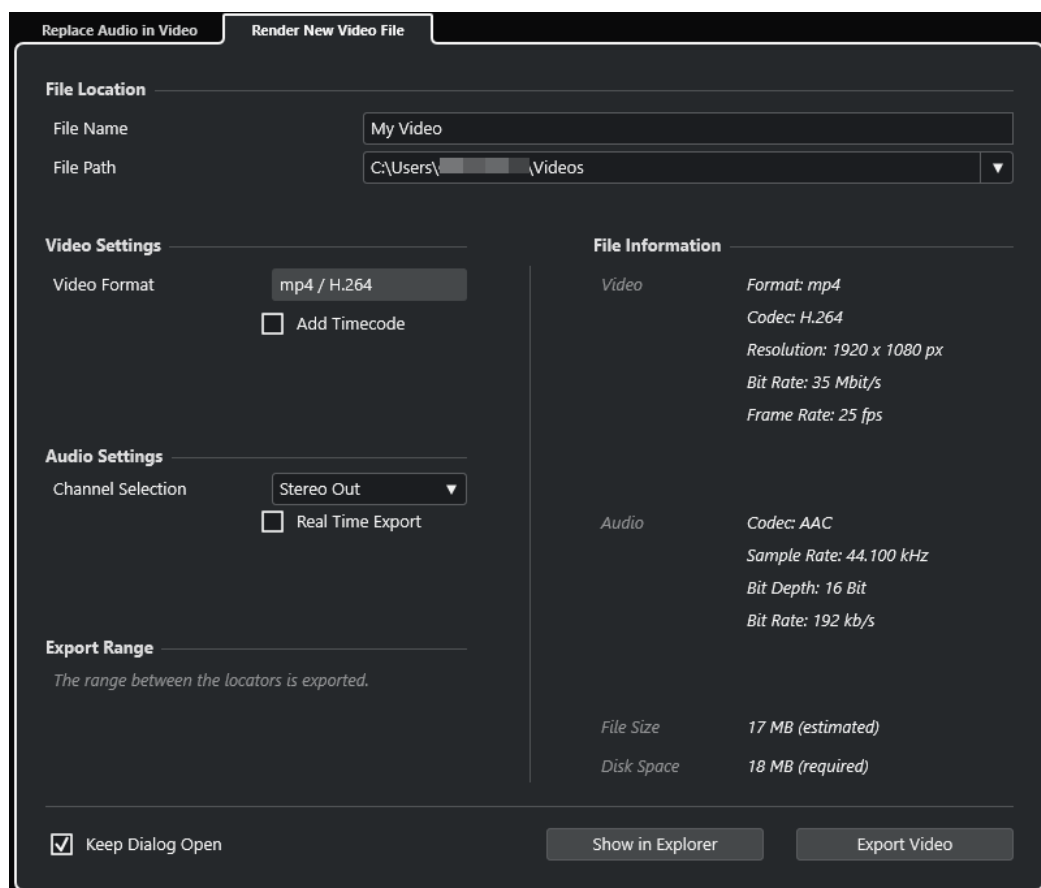 Replace Audio in Video
Render New Video File
File Location
File Name
My Video
File Path
C:\Users\ \Videos
Video Settings
Video Format
mp4 / H.264
Add Timecode
Audio Settings
Channel Selection
Stereo Out
Real Time Export
Export Range
The range between the locators is exported.
File Information
Video
Format: mp4
Codec: H.264
Resolution: 1920 x 1080 px
Bit Rate: 35 Mbit/s
Frame Rate: 25 fps
Audio
Codec: AAC
Sample Rate: 44.100 kHz
Bit Depth: 16 Bit
Bit Rate: 192 kb/s
File Size
17 MB (estimated)
Disk Space
18 MB (required)
Keep Dialog Open
Show in Explorer
Export Video